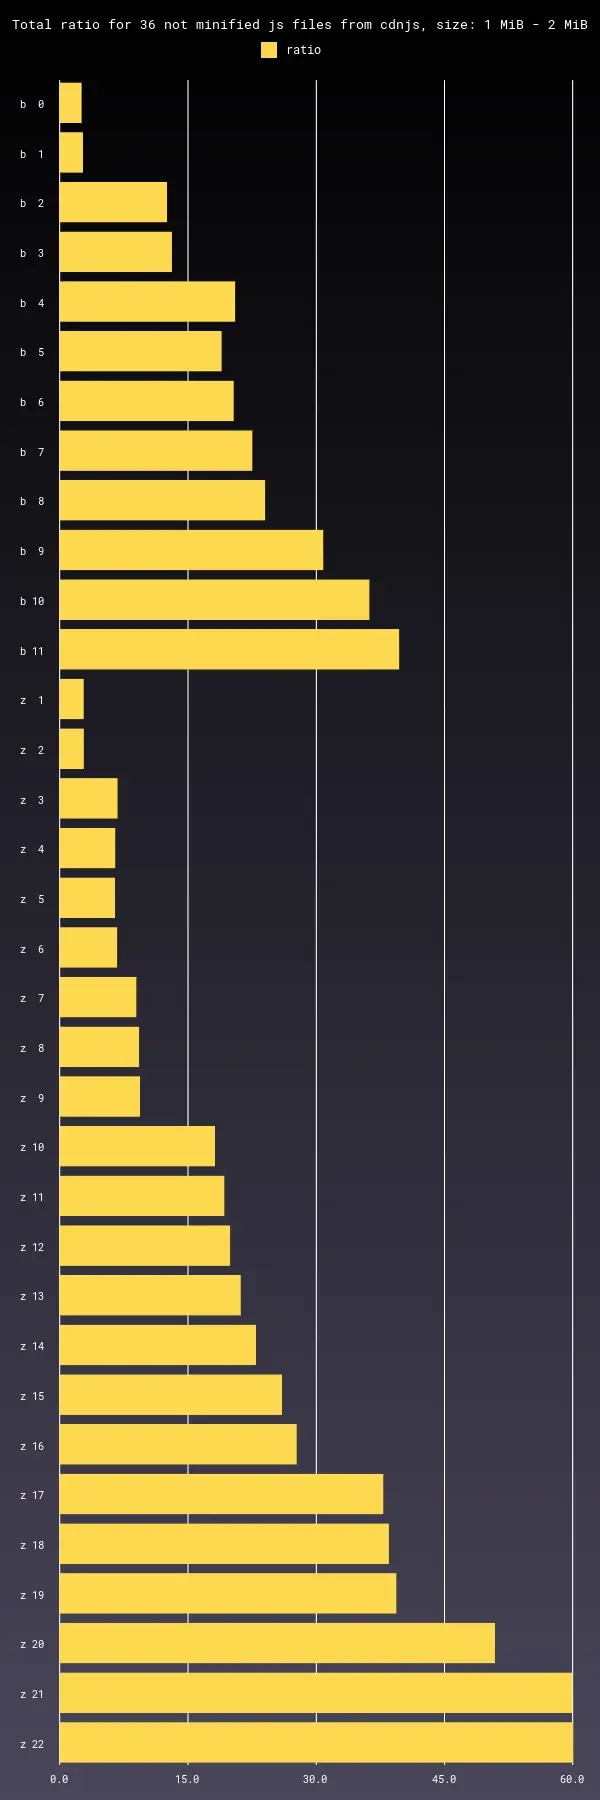 Total ratio for 36 not minified js files from cdnjs, size: 1 MiB - 2 MiB
ratio
b 0
b 1
b 2
b 3
b 4
b 5
b 6
b 7
b 8
b 9
b 10
b 11
z 1
z 2
z 3
z 4
z 5
z 6
z 7
z 8
z 9
z 10
z 11
z 12
z 13
z 14
z 15
z 16
z 17
z 18
z 19
z 20
z 21
z 22
0.0 15.0 30.0 45.0 60.0